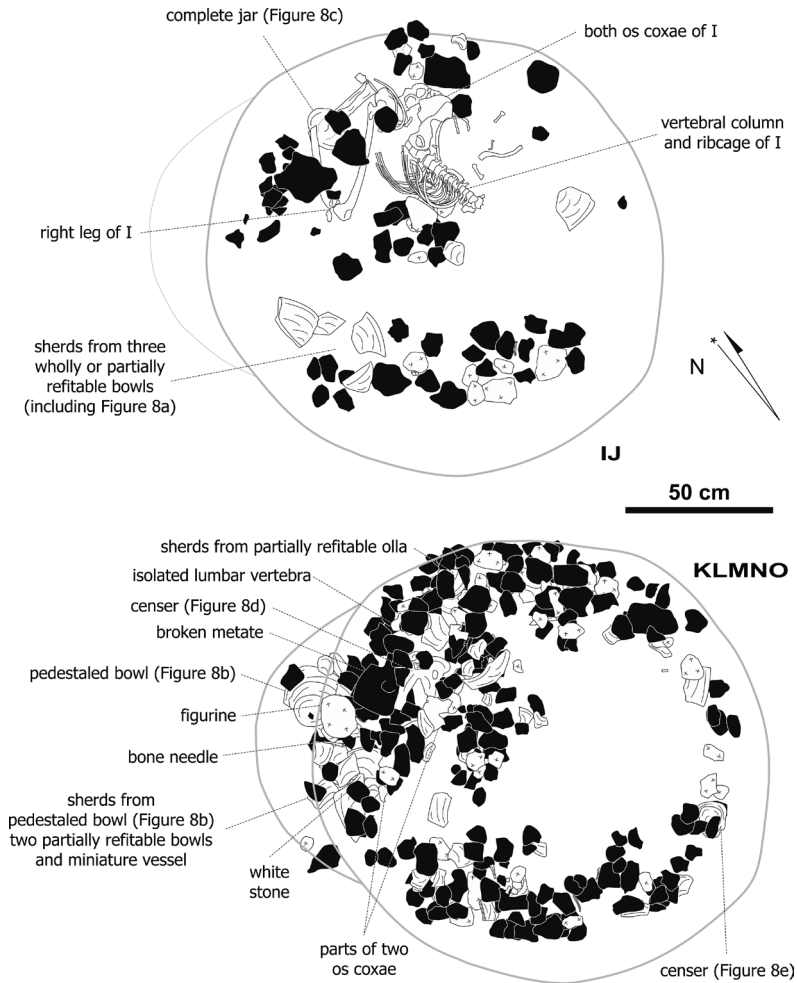 complete jar (Figure 8c)
both os coxae of I
vertebral column
and ribcage of I
right leg of I
sherds from three
wholly or partially
refitable bowls
(including Figure 8a)
N
IJ
50 cm
KLMNO
sherds from partially refitable olla
isolated lumbar vertebra
censer (Figure 8d)
broken metate
pedestaled bowl (Figure 8b)
figurine
bone needle
sherds from
pedestaled bowl (Figure 8b)
two partially refitable bowls
and miniature vessel
white
stone
parts of two
os coxae
censer (Figure 8e)